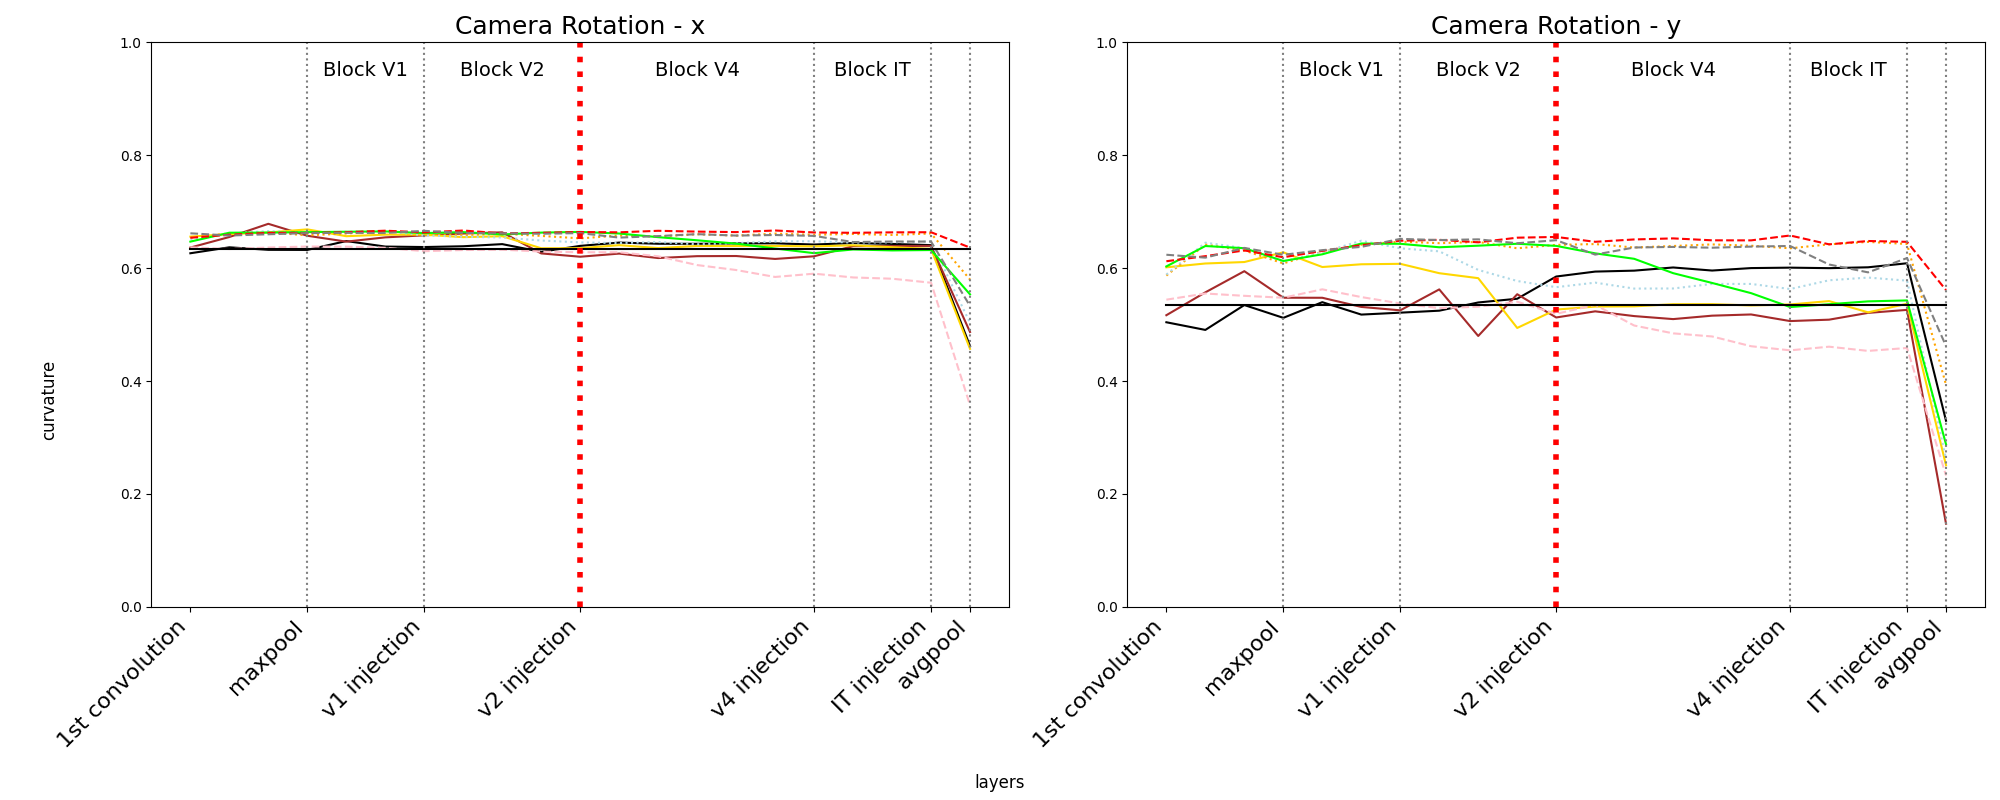 Camera Rotation - x
Camera Rotation - y
1.0
0.8
0.6
0.4
0.2
0.0
Block V1
Block V2
Block V4
Block IT
1.0
0.8
0.6
0.4
0.2
0.0
Block V1
Block V2
Block V4
Block IT
curvature
1st convolution
maxpool
v1 injection
v2 injection
v4 injection
IT injection
avgpool
1st convolution
maxpool
v1 injection
v2 injection
v4 injection
IT injection
avgpool
layers